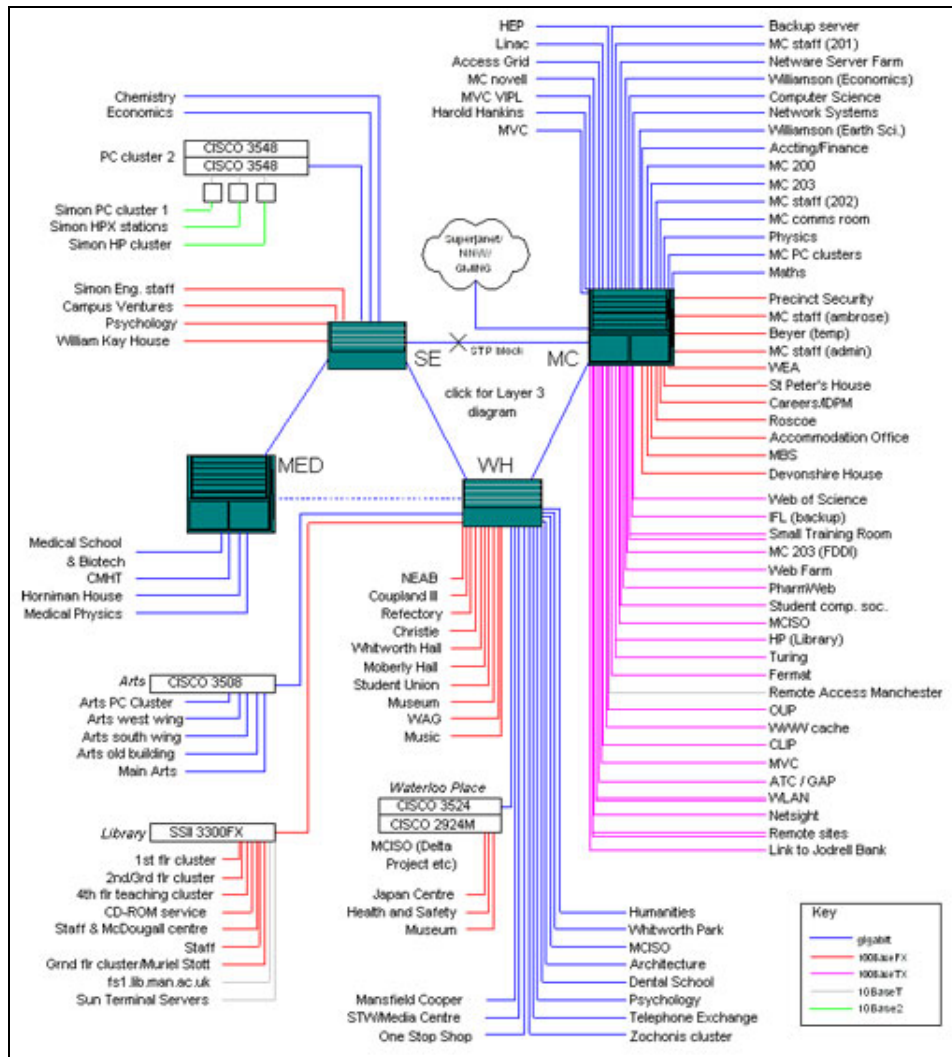 HEP
Linac
Access Grid
MC novell
MVC VIPL
Harold Hankins
MVC
Backup server
MC staff (201)
Netware Server Farm
Williamson (Economics)
Computer Science
Network Systems
Williamson (Earth Sci.)
Accting/Finance
MC 200
MC 203
MC staff (202)
MC comms room
Physics
MC PC clusters
Maths
Chemistry
Economics
PC cluster 2
CISCO 3548
CISCO 3548
Simon PC cluster 1
Simon HPX stations
Simon HP cluster
Simon Eng. staff
Campus Ventures
Psychology
William Kay House
SuperJanet/
NNW/
GMING
SE
STP block
MC
click for Layer 3
diagram
Precinct Security
MC staff (ambrose)
Beyer (temp)
MC staff (admin)
WEA
St Peter's House
Careers/IDPM
Roscoe
Accommodation Office
MBS
Devonshire House
MED
WH
Medical School
& Biotech
CMHT
Horniman House
Medical Physics
Web of Science
IFL (backup)
Small Training Room
MC 203 (FDDI)
Web Farm
PharmWeb
Student comp. soc.
MCISO
HP (Library)
Turing
Fermat
Remote Access Manchester
OUP
WWW cache
CLIP
MVC
ATC / GAP
WLAN
Netsight
Remote sites
Link to Jodrell Bank
NEAB
Coupland III
Refectory
Christie
Whitworth Hall
Moberly Hall
Student Union
Museum
WAG
Music
Arts
CISCO 3508
Arts PC Cluster
Arts west wing
Arts south wing
Arts old building
Main Arts
Library
SSII 3300FX
1st flr cluster
2nd/3rd flr cluster
4th flr teaching cluster
CD-ROM service
Staff & McDougall centre
Staff
Grnd flr cluster/Muriel Stott
fs1.lib.man.ac.uk
Sun Terminal Servers
Waterloo Place
CISCO 3524
CISCO 2924M
MCISO (Delta
Project etc)
Japan Centre
Health and Safety
Museum
Mansfield Cooper
STW/Media Centre
One Stop Shop
Humanities
Whitworth Park
MCISO
Architecture
Dental School
Psychology
Telephone Exchange
Zochonis cluster
Key
gigabit
100BaseFX
100BaseTX
10BaseT
10Base2